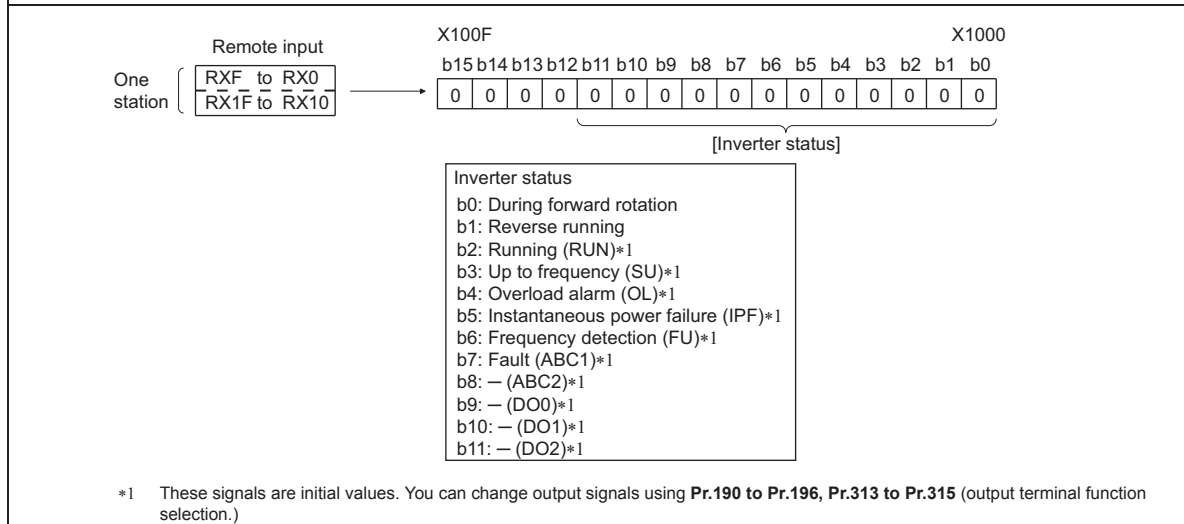 X100F X1000
Remote input
b15 b14 b13 b12 b11 b10 b9 b8 b7 b6 b5 b4 b3 b2 b1 b0
One station
RXF to RX0
RX1F to RX10
0 0 0 0 0 0 0 0 0 0 0 0 0 0 0 0
[Inverter status]
Inverter status
b0: During forward rotation
b1: Reverse running
b2: Running (RUN)*1
b3: Up to frequency (SU)*1
b4: Overload alarm (OL)*1
b5: Instantaneous power failure (IPF)*1
b6: Frequency detection (FU)*1
b7: Fault (ABC1)*1
b8: — (ABC2)*1
b9: — (DO0)*1
b10: — (DO1)*1
b11: — (DO2)*1
*1 These signals are initial values. You can change output signals using Pr.190 to Pr.196, Pr.313 to Pr.315 (output terminal function
selection.)